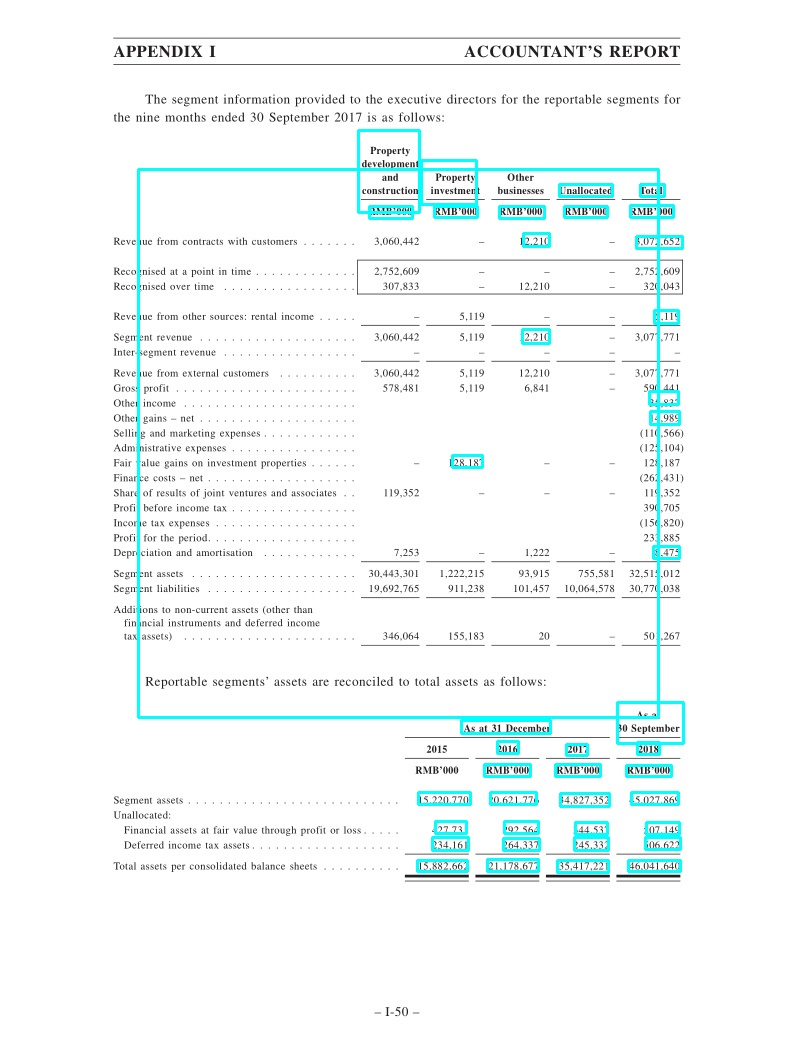 APPENDIX I ACCOUNTANT'S REPORT
The segment information provided to the executive directors for the reportable segments for
the nine months ended 30 September 2017 is as follows:
Property
development
and Property Other
construction investment businesses Unallocated Total
RMB'000 RMB'000 RMB'000 RMB'000 RMB'000
Revenue from contracts with customers . . . . . . . 3,060,442 – 12,210 – 3,072,652
Recognised at a point in time . . . . . . . . . . . . . 2,752,609 – – – 2,752,609
Recognised over time . . . . . . . . . . . . . . . . . 307,833 – 12,210 – 320,043
Revenue from other sources: rental income . . . . . – 5,119 – – 5,119
Segment revenue . . . . . . . . . . . . . . . . . . . . 3,060,442 5,119 12,210 – 3,077,771
Inter-segment revenue . . . . . . . . . . . . . . . . . – – – – –
Revenue from external customers . . . . . . . . . . 3,060,442 5,119 12,210 – 3,077,771
Gross profit . . . . . . . . . . . . . . . . . . . . . . . 578,481 5,119 6,841 – 590,441
Other income . . . . . . . . . . . . . . . . . . . . . .
Other gains – net . . . . . . . . . . . . . . . . . . . . 14,989
Selling and marketing expenses . . . . . . . . . . . . (110,566)
Administrative expenses . . . . . . . . . . . . . . . . (125,104)
Fair value gains on investment properties . . . . . . – 128,187 – – 128,187
Finance costs – net . . . . . . . . . . . . . . . . . . . (262,431)
Share of results of joint ventures and associates . . 119,352 – – – 119,352
Profit before income tax . . . . . . . . . . . . . . . . 390,705
Income tax expenses . . . . . . . . . . . . . . . . . . (156,820)
Profit for the period. . . . . . . . . . . . . . . . . . . 233,885
Depreciation and amortisation . . . . . . . . . . . . 7,253 – 1,222 – 8,475
Segment assets . . . . . . . . . . . . . . . . . . . . . 30,443,301 1,222,215 93,915 755,581 32,515,012
Segment liabilities . . . . . . . . . . . . . . . . . . . 19,692,765 911,238 101,457 10,064,578 30,770,038
Additions to non-current assets (other than
financial instruments and deferred income
tax assets) . . . . . . . . . . . . . . . . . . . . . . 346,064 155,183 20 – 501,267
Reportable segments' assets are reconciled to total assets as follows:
As at
As at 31 December 30 September
2015 2016 2017 2018
RMB'000 RMB'000 RMB'000 RMB'000
Segment assets . . . . . . . . . . . . . . . . . . . . . . . . . . . 15,220,770 20,621,776 34,827,352 45,027,869
Unallocated:
Financial assets at fair value through profit or loss . . . . . 427,731 292,564 344,537 507,149
Deferred income tax assets . . . . . . . . . . . . . . . . . . . 234,161 264,337 245,332 506,622
Total assets per consolidated balance sheets . . . . . . . . . . 15,882,662 21,178,677 35,417,221 46,041,640
– I-50 –